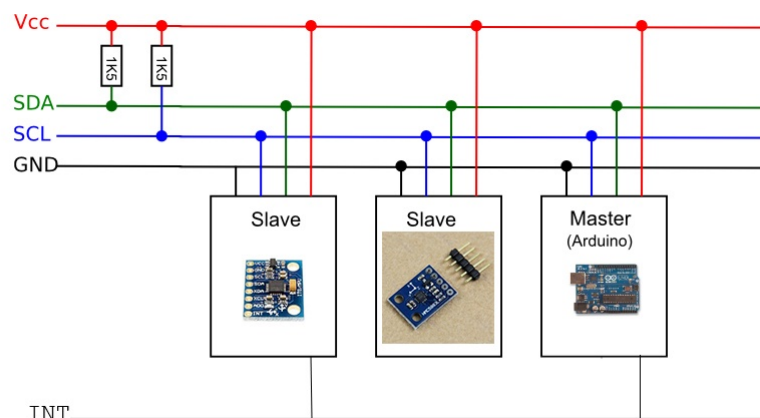 Vcc
1K5
1K5
SDA
SCL
GND
Slave
Slave
Master
(Arduino)
INT